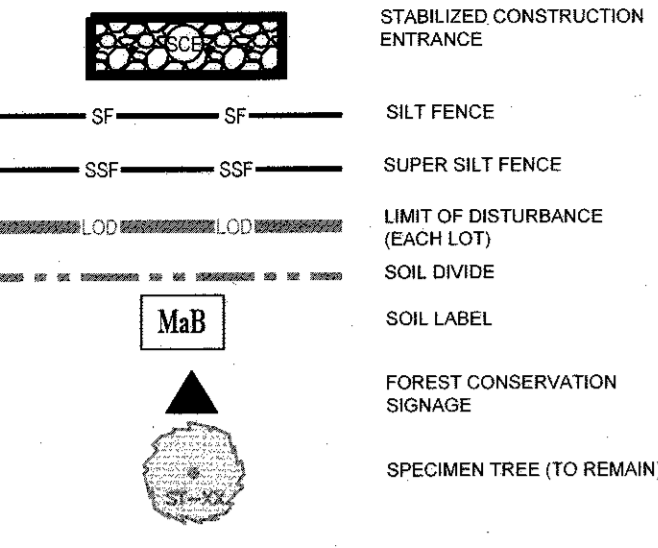 SCE
STABILIZED CONSTRUCTION
ENTRANCE
SF SF
SILT FENCE
SSF SSF
SUPER SILT FENCE
LOD LOD
LIMIT OF DISTURBANCE
(EACH LOT)
SOIL DIVIDE
MaB
SOIL LABEL
FOREST CONSERVATION
SIGNAGE
ST-XX
SPECIMEN TREE (TO REMAIN)